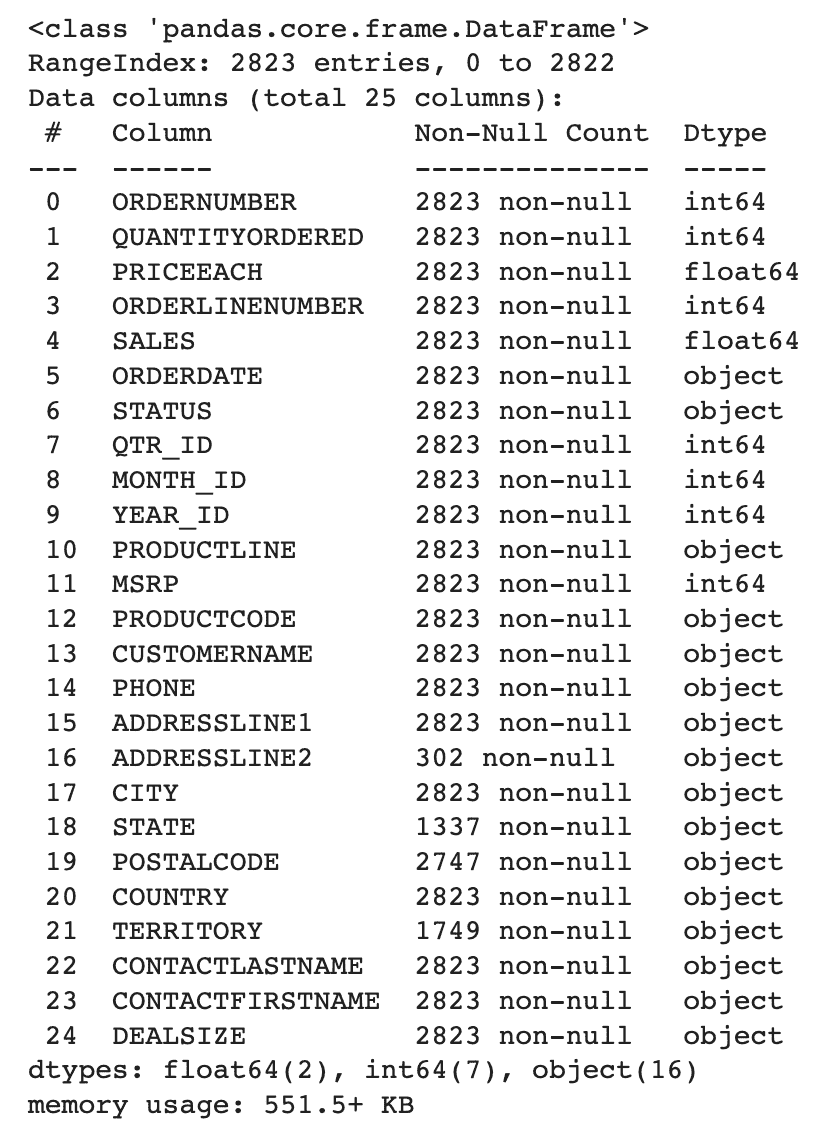 <class 'pandas.core.frame.DataFrame'>
RangeIndex: 2823 entries, 0 to 2822
Data columns (total 25 columns):
 #   Column            Non-Null Count  Dtype
---  ------            --------------  -----
 0   ORDERNUMBER       2823 non-null   int64
 1   QUANTITYORDERED   2823 non-null   int64
 2   PRICEEACH         2823 non-null   float64
 3   ORDERLINENUMBER   2823 non-null   int64
 4   SALES             2823 non-null   float64
 5   ORDERDATE         2823 non-null   object
 6   STATUS            2823 non-null   object
 7   QTR_ID            2823 non-null   int64
 8   MONTH_ID          2823 non-null   int64
 9   YEAR_ID           2823 non-null   int64
 10  PRODUCTLINE       2823 non-null   object
 11  MSRP              2823 non-null   int64
 12  PRODUCTCODE       2823 non-null   object
 13  CUSTOMERNAME      2823 non-null   object
 14  PHONE             2823 non-null   object
 15  ADDRESSLINE1      2823 non-null   object
 16  ADDRESSLINE2      302 non-null    object
 17  CITY              2823 non-null   object
 18  STATE             1337 non-null   object
 19  POSTALCODE        2747 non-null   object
 20  COUNTRY           2823 non-null   object
 21  TERRITORY         1749 non-null   object
 22  CONTACTLASTNAME   2823 non-null   object
 23  CONTACTFIRSTNAME  2823 non-null   object
 24  DEALSIZE          2823 non-null   object
dtypes: float64(2), int64(7), object(16)
memory usage: 551.5+ KB